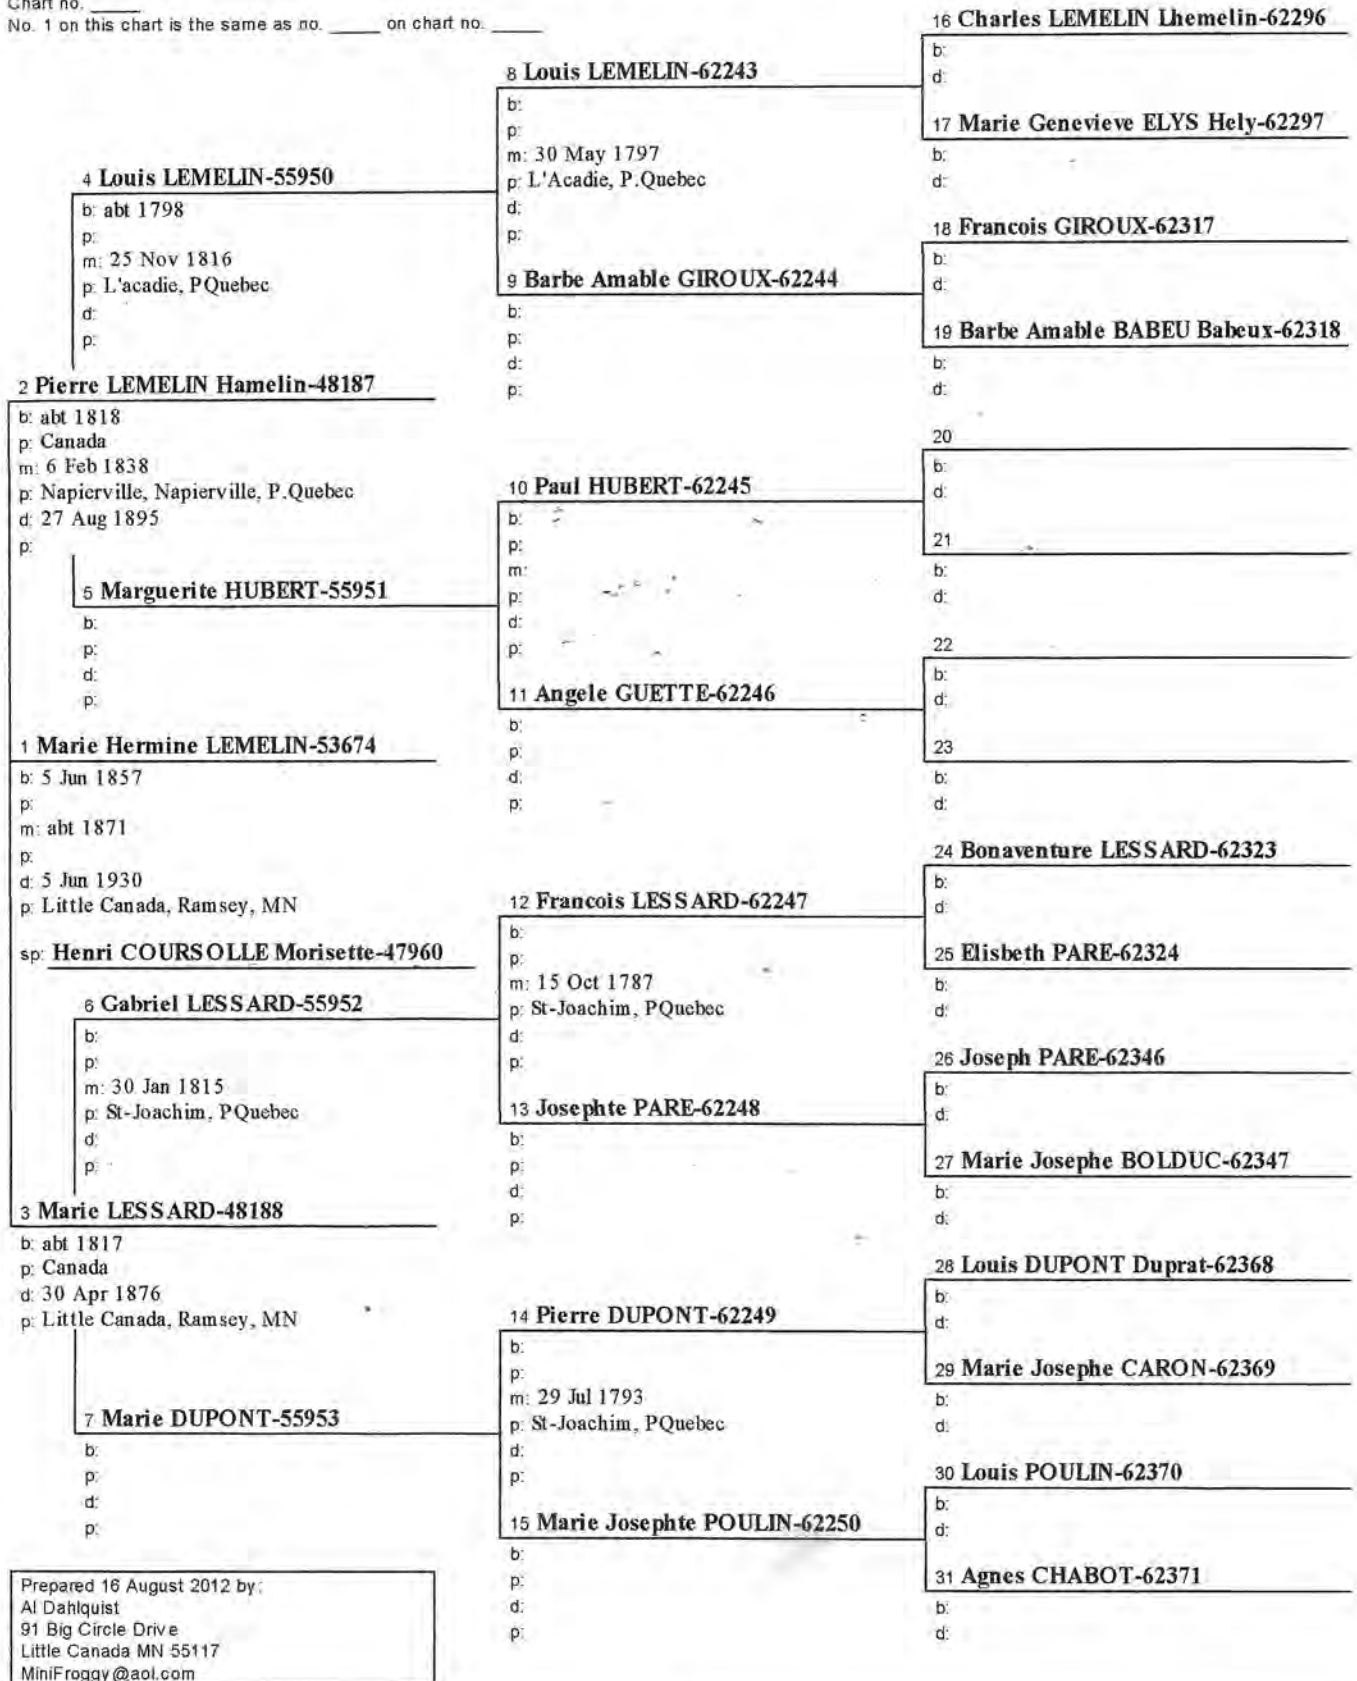 Chart no. _____
No. 1 on this chart is the same as no. _____ on chart no. _____
16 Charles LEMELIN Lhemelin-62296
b:
d:
8 Louis LEMELIN-62243
b:
p:
m: 30 May 1797
p: L'Acadie, P.Quebec
d:
p:
17 Marie Genevieve ELYS Hely-62297
b:
d:
4 Louis LEMELIN-55950
b: abt 1798
p:
m: 25 Nov 1816
p: L'acadie, PQuebec
d:
p:
18 Francois GIROUX-62317
b:
d:
9 Barbe Amable GIROUX-62244
b:
p:
d:
p:
19 Barbe Amable BABEU Babeux-62318
b:
d:
2 Pierre LEMELIN Hamelin-48187
b: abt 1818
p: Canada
m: 6 Feb 1838
p: Napierville, Napierville, P.Quebec
d: 27 Aug 1895
p:
20
b:
d:
10 Paul HUBERT-62245
b:
p:
m:
p:
d:
p:
21
b:
d:
5 Marguerite HUBERT-55951
b:
p:
d:
p:
22
b:
d:
11 Angele GUETTE-62246
b:
p:
d:
p:
23
b:
d:
1 Marie Hermine LEMELIN-53674
b: 5 Jun 1857
p:
m: abt 1871
p:
d: 5 Jun 1930
p: Little Canada, Ramsey, MN
sp: Henri COURSOLLE Morisette-47960
24 Bonaventure LESSARD-62323
b:
d:
12 Francois LESSARD-62247
b:
p:
m: 15 Oct 1787
p: St-Joachim, PQuebec
d:
p:
25 Elisbeth PARE-62324
b:
d:
6 Gabriel LESSARD-55952
b:
p:
m: 30 Jan 1815
p: St-Joachim, PQuebec
d:
p:
26 Joseph PARE-62346
b:
d:
13 Josephte PARE-62248
b:
p:
d:
p:
27 Marie Josephe BOLDUC-62347
b:
d:
3 Marie LESSARD-48188
b: abt 1817
p: Canada
d: 30 Apr 1876
p: Little Canada, Ramsey, MN
28 Louis DUPONT Duprat-62368
b:
d:
14 Pierre DUPONT-62249
b:
p:
m: 29 Jul 1793
p: St-Joachim, PQuebec
d:
p:
29 Marie Josephe CARON-62369
b:
d:
7 Marie DUPONT-55953
b:
p:
d:
p:
30 Louis POULIN-62370
b:
d:
15 Marie Josephte POULIN-62250
b:
p:
d:
p:
31 Agnes CHABOT-62371
b:
d:
Prepared 16 August 2012 by:
Al Dahlquist
91 Big Circle Drive
Little Canada MN 55117
MiniFroggy@aol.com